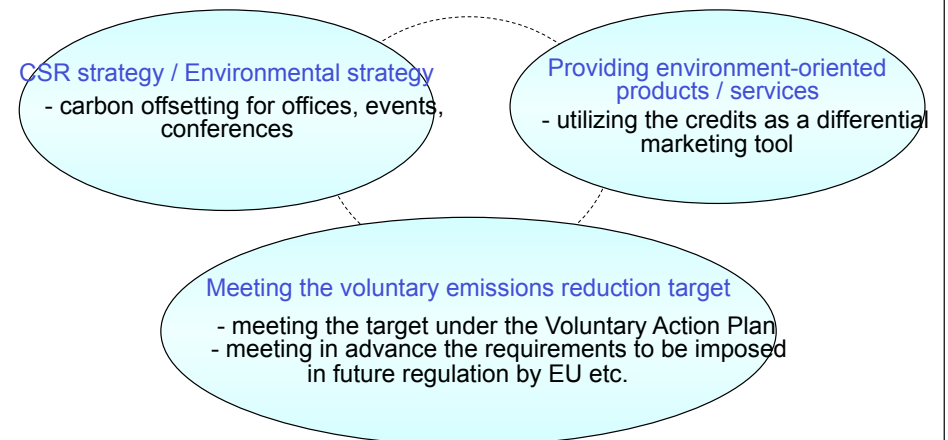 CSR strategy / Environmental strategy
- carbon offsetting for offices, events,
conferences
Providing environment-oriented
products / services
- utilizing the credits as a differential
marketing tool
Meeting the voluntary emissions reduction target
- meeting the target under the Voluntary Action Plan
- meeting in advance the requirements to be imposed
in future regulation by EU etc.